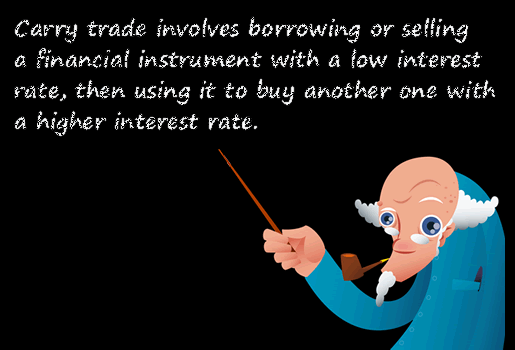 Carry trade involves borrowing or selling
a financial instrument with a low interest
rate, then using it to buy another one with
a higher interest rate.